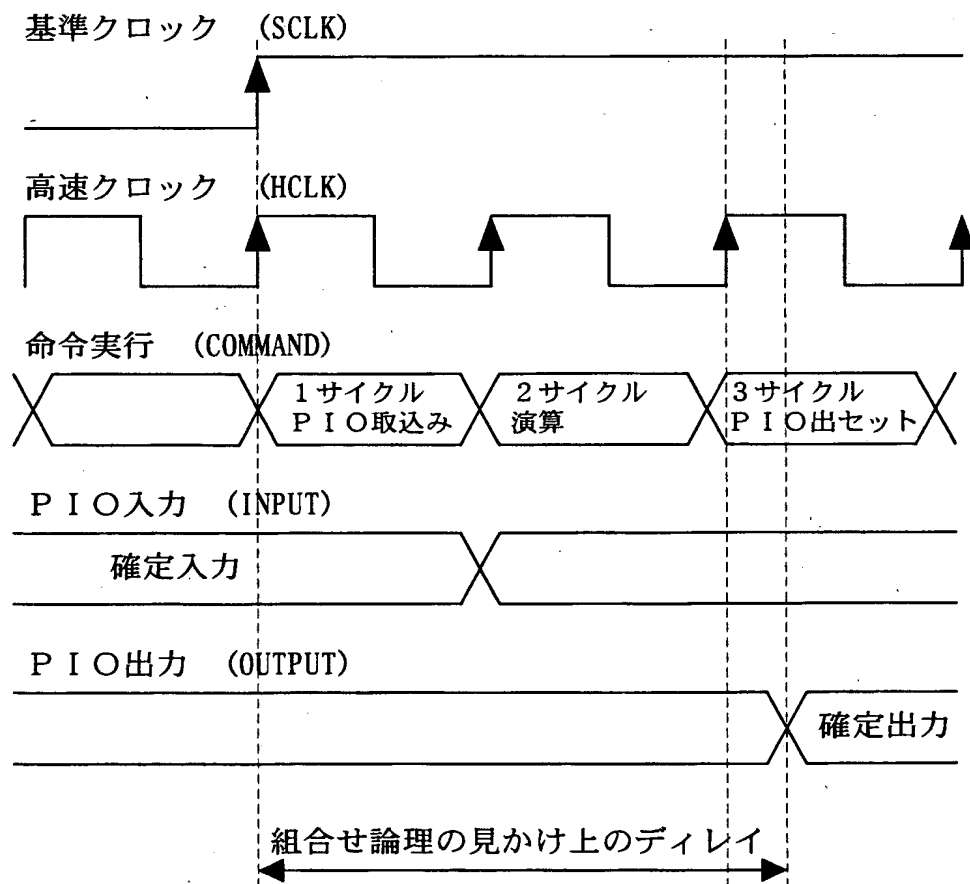 基準クロック (SCLK)
高速クロック (HCLK)
命令実行 (COMMAND)
1サイクル
PIO取込み
2サイクル
演算
3サイクル
PIO出セット
PIO入力 (INPUT)
確定入力
PIO出力 (OUTPUT)
確定出力
組合せ論理の見かけ上のディレイ